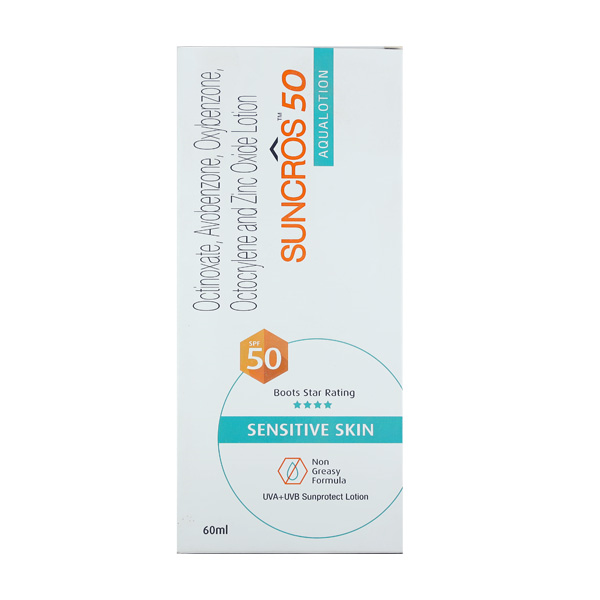 Octinoxate, Avobenzone, Oxybenzone,
Octocrylene and Zinc Oxide Lotion
SUNCRÔS™ 50
AQUALOTION
SPF
50
Boots Star Rating
SENSITIVE SKIN
Non
Greasy
Formula
UVA+UVB Sunprotect Lotion
60ml